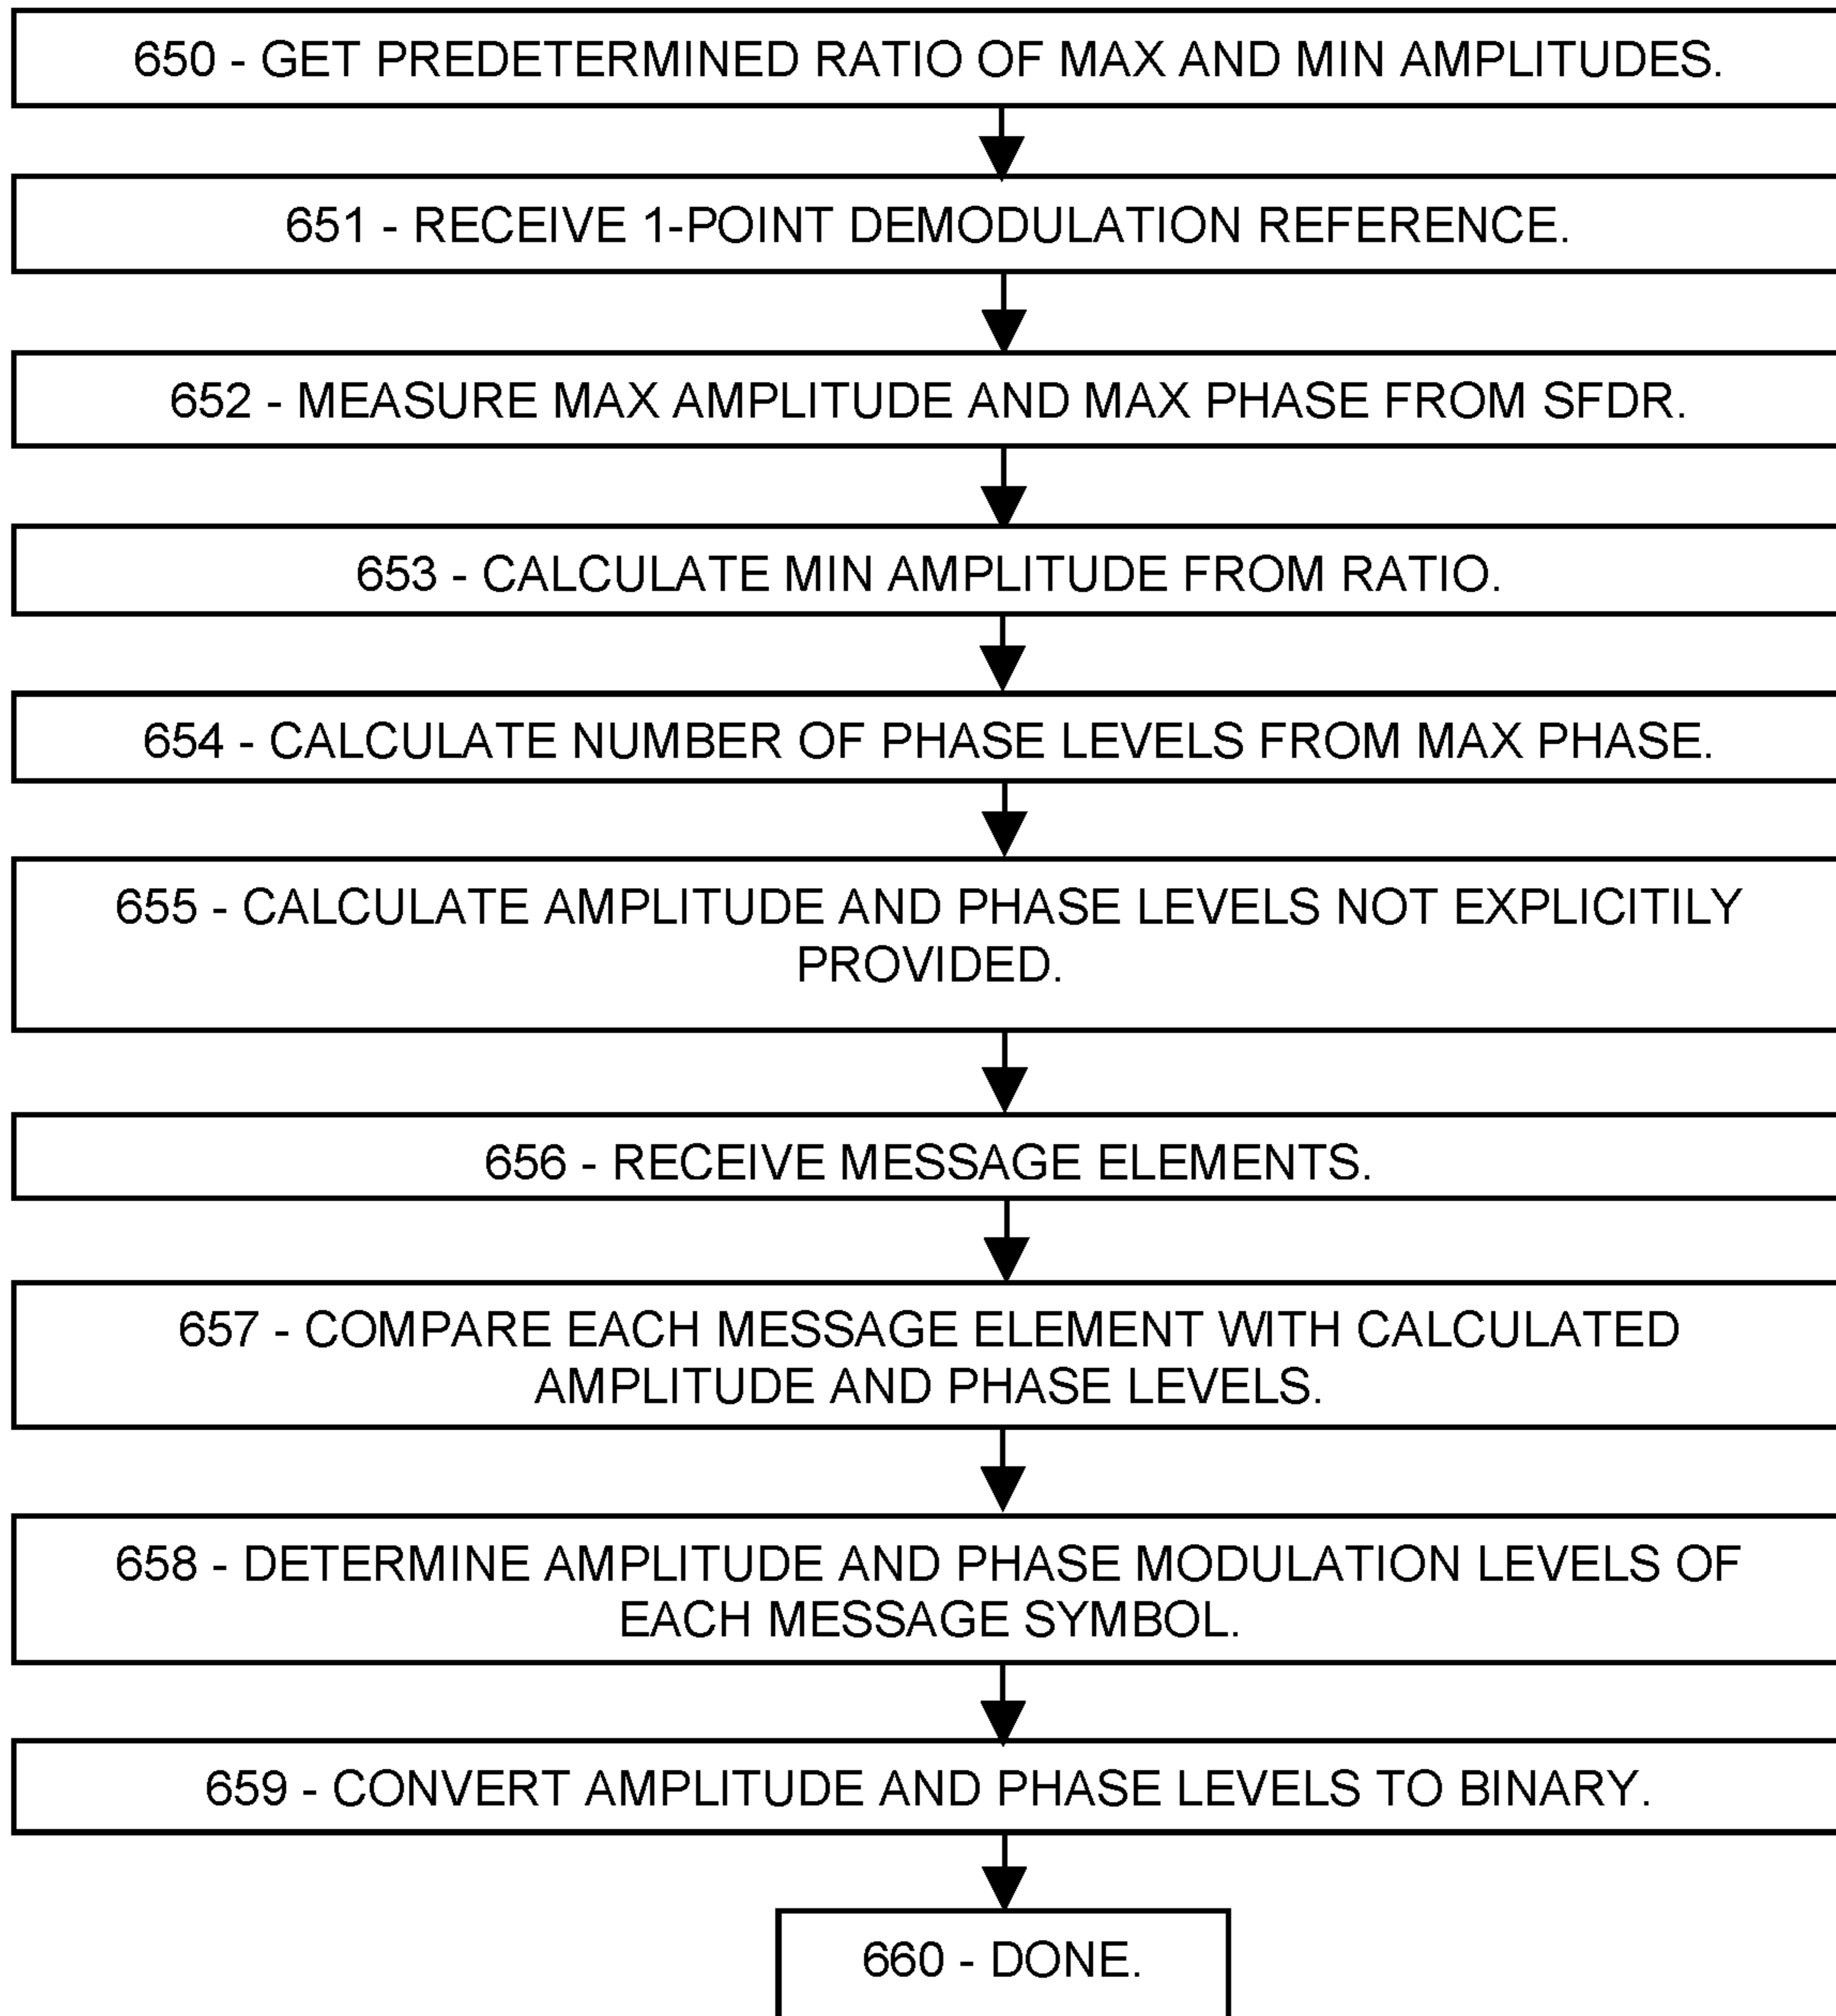 650 - GET PREDETERMINED RATIO OF MAX AND MIN AMPLITUDES.
651 - RECEIVE 1-POINT DEMODULATION REFERENCE.
652 - MEASURE MAX AMPLITUDE AND MAX PHASE FROM SFDR.
653 - CALCULATE MIN AMPLITUDE FROM RATIO.
654 - CALCULATE NUMBER OF PHASE LEVELS FROM MAX PHASE.
655 - CALCULATE AMPLITUDE AND PHASE LEVELS NOT EXPLICITILY
PROVIDED.
656 - RECEIVE MESSAGE ELEMENTS.
657 - COMPARE EACH MESSAGE ELEMENT WITH CALCULATED
AMPLITUDE AND PHASE LEVELS.
658 - DETERMINE AMPLITUDE AND PHASE MODULATION LEVELS OF
EACH MESSAGE SYMBOL.
659 - CONVERT AMPLITUDE AND PHASE LEVELS TO BINARY.
660 - DONE.